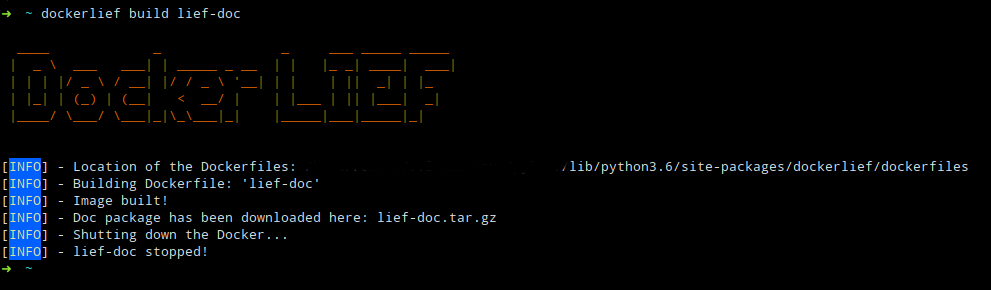 ➜  ~ dockerlief build lief-doc
Docker LIEF
[INFO] - Location of the Dockerfiles: /lib/python3.6/site-packages/dockerlief/dockerfiles
[INFO] - Building Dockerfile: 'lief-doc'
[INFO] - Image built!
[INFO] - Doc package has been downloaded here: lief-doc.tar.gz
[INFO] - Shutting down the Docker...
[INFO] - lief-doc stopped!
➜  ~